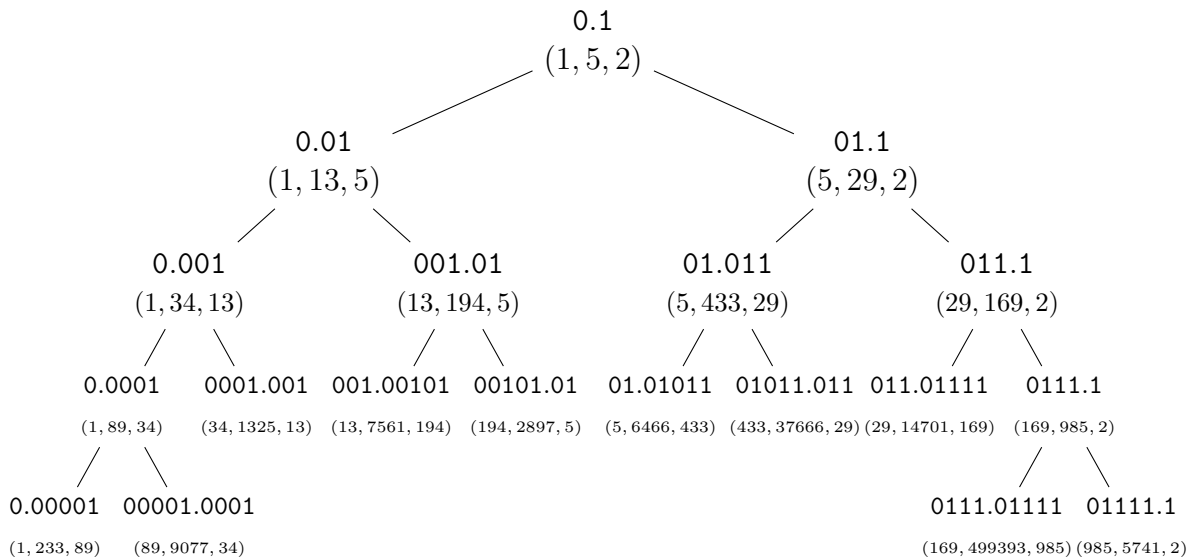 0.1
(1, 5, 2)
0.01 01.1
(1, 13, 5) (5, 29, 2)
0.001 001.01 01.011 011.1
(1, 34, 13) (13, 194, 5) (5, 433, 29) (29, 169, 2)
0.0001 0001.001 001.00101 00101.01 01.01011 01011.011 011.01111 0111.1
(1, 89, 34) (34, 1325, 13) (13, 7561, 194) (194, 2897, 5) (5, 6466, 433) (433, 37666, 29) (29, 14701, 169) (169, 985, 2)
0.00001 00001.0001 0111.01111 01111.1
(1, 233, 89) (89, 9077, 34) (169, 499393, 985) (985, 5741, 2)